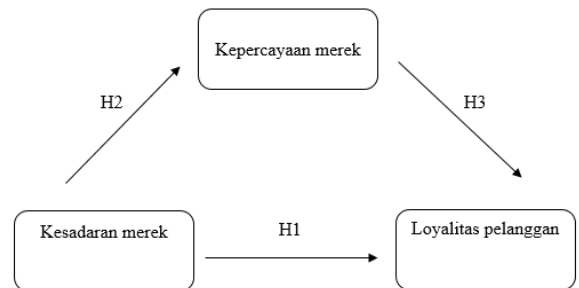 Kepercayaan merek
H2
H3
Kesadaran merek
H1
Loyalitas pelanggan